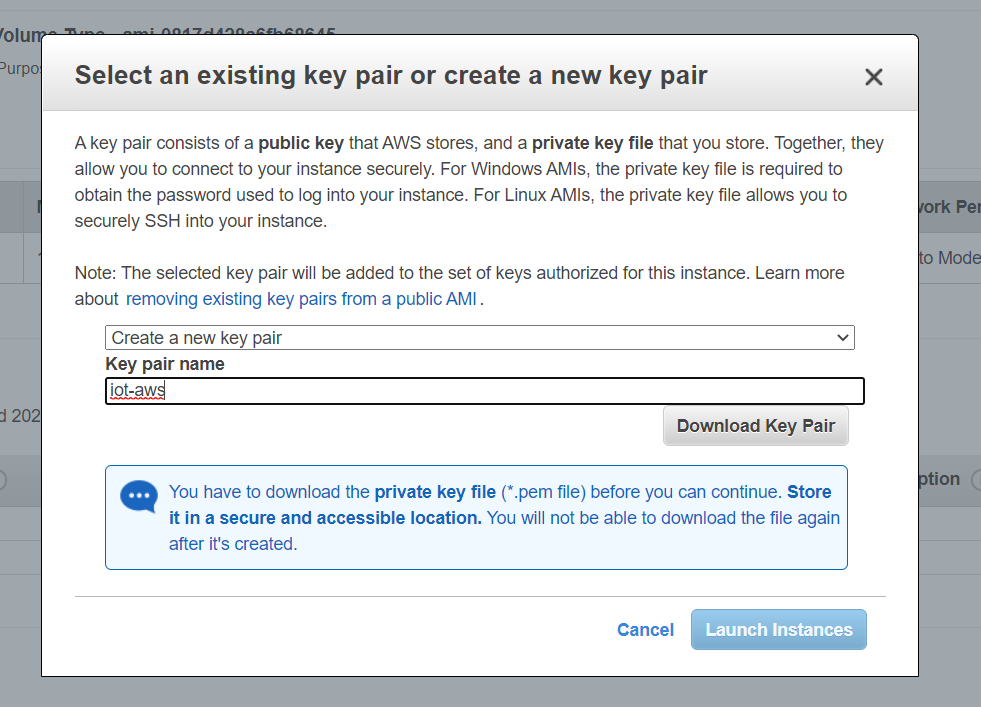 Volume Type - ami-0817d428a6fb68645
Purpos
Select an existing key pair or create a new key pair
A key pair consists of a public key that AWS stores, and a private key file that you store. Together, they
allow you to connect to your instance securely. For Windows AMIs, the private key file is required to
obtain the password used to log into your instance. For Linux AMIs, the private key file allows you to
securely SSH into your instance.
work Per
to Mode
Note: The selected key pair will be added to the set of keys authorized for this instance. Learn more
about removing existing key pairs from a public AMI.
Create a new key pair
Key pair name
iot-aws
d 202
Download Key Pair
ption
You have to download the private key file (*.pem file) before you can continue. Store
it in a secure and accessible location. You will not be able to download the file again
after it's created.
Cancel Launch Instances